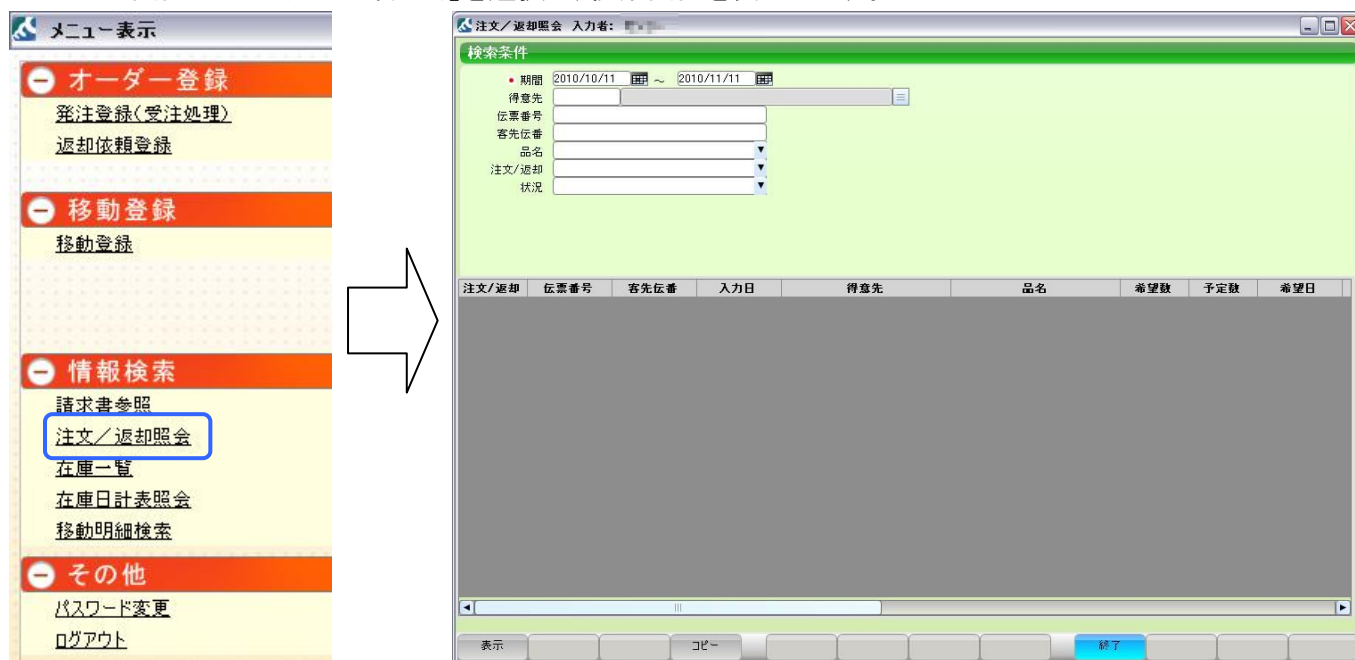 メニュー表示
オーダー登録
発注登録(受注処理)
返却依頼登録
移動登録
移動登録
情報検索
請求書参照
注文／返却照会
在庫一覧
在庫日計表照会
移動明細検索
その他
パスワード変更
ログアウト
注文／返却照会 入力者:
検索条件
• 期間 2010/10/11 ～ 2010/11/11
得意先
伝票番号
客先伝番
品名
注文/返却
状況
注文/返却 伝票番号 客先伝番 入力日 得意先 品名 希望数 予定数 希望日
表示 コピー 終了